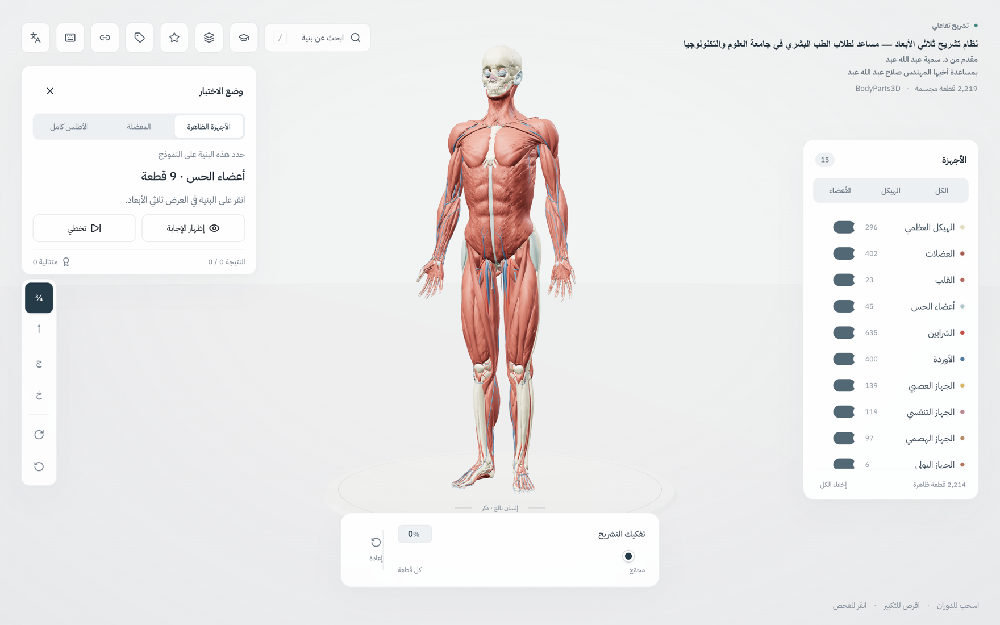 تشريح تفاعلي
نظام تشريح ثلاثي الأبعاد — مساعد لطلاب الطب البشري في جامعة العلوم والتكنولوجيا
مقدم من د. سمية عبد الله عبد
بمساعدة أخيها المهندس صلاح عبد الله عبد
2,219 قطعة مجسمة · BodyParts3D
ابحث عن بنية /
وضع الاختبار
الأجهزة الظاهرة المفضلة الأطلس كامل
حدد هذه البنية على النموذج
أعضاء الحس · 9 قطعة
انقر على البنية في العرض ثلاثي الأبعاد.
إظهار الإجابة تخطي
النتيجة 0 / 0 متتالية 0
¾
أ
ج
خ
الأجهزة 15
الكل الهيكل الأعضاء
الهيكل العظمي 296
العضلات 402
القلب 23
أعضاء الحس 45
الشرايين 635
الأوردة 400
الجهاز العصبي 139
الجهاز التنفسي 119
الجهاز الهضمي 97
الجهاز البولي 6
2,214 قطعة ظاهرة إخفاء الكل
إنسان بالغ · ذكر
تفكيك التشريح 0%
إعادة
مجمّع كل قطعة
اسحب للدوران · اقرص للتكبير · انقر للفحص